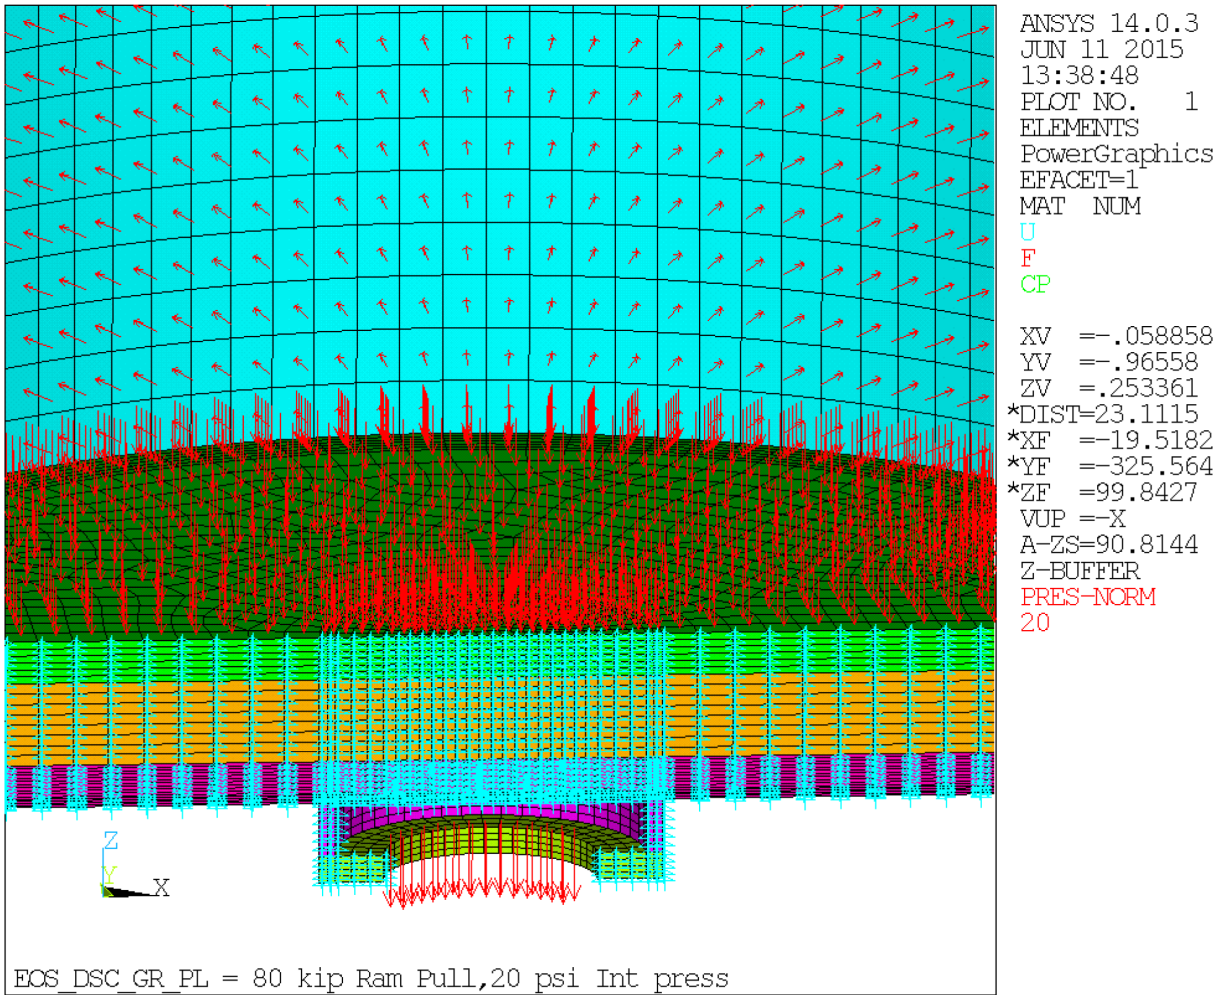 ANSYS 14.0.3
JUN 11 2015
13:38:48
PLOT NO.   1
ELEMENTS
PowerGraphics
EFACET=1
MAT  NUM
U
F
CP
XV  =-.058858
YV  =-.96558
ZV  =.253361
*DIST=23.1115
*XF  =-19.5182
*YF  =-325.564
*ZF  =99.8427
VUP =-X
A-ZS=90.8144
Z-BUFFER
PRES-NORM
20
Z
Y
X
EOS_DSC_GR_PL = 80 kip Ram Pull,20 psi Int press